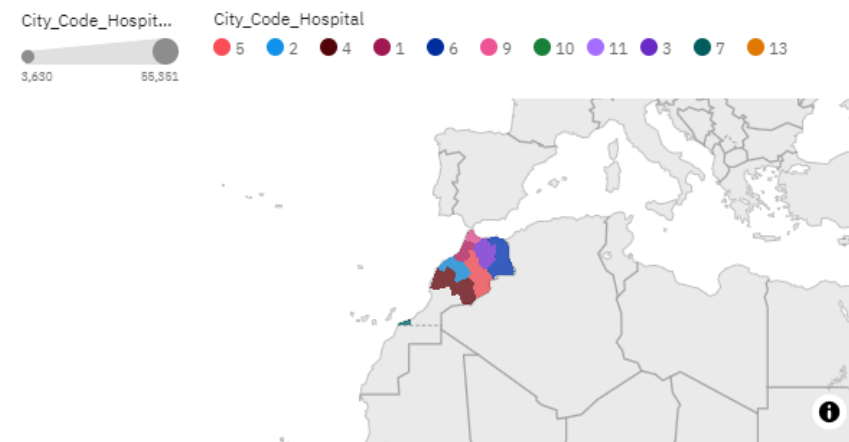 City_Code_Hospit...
3,630
55,351
City_Code_Hospital
5 2 4 1 6 9 10 11 3 7 13
i